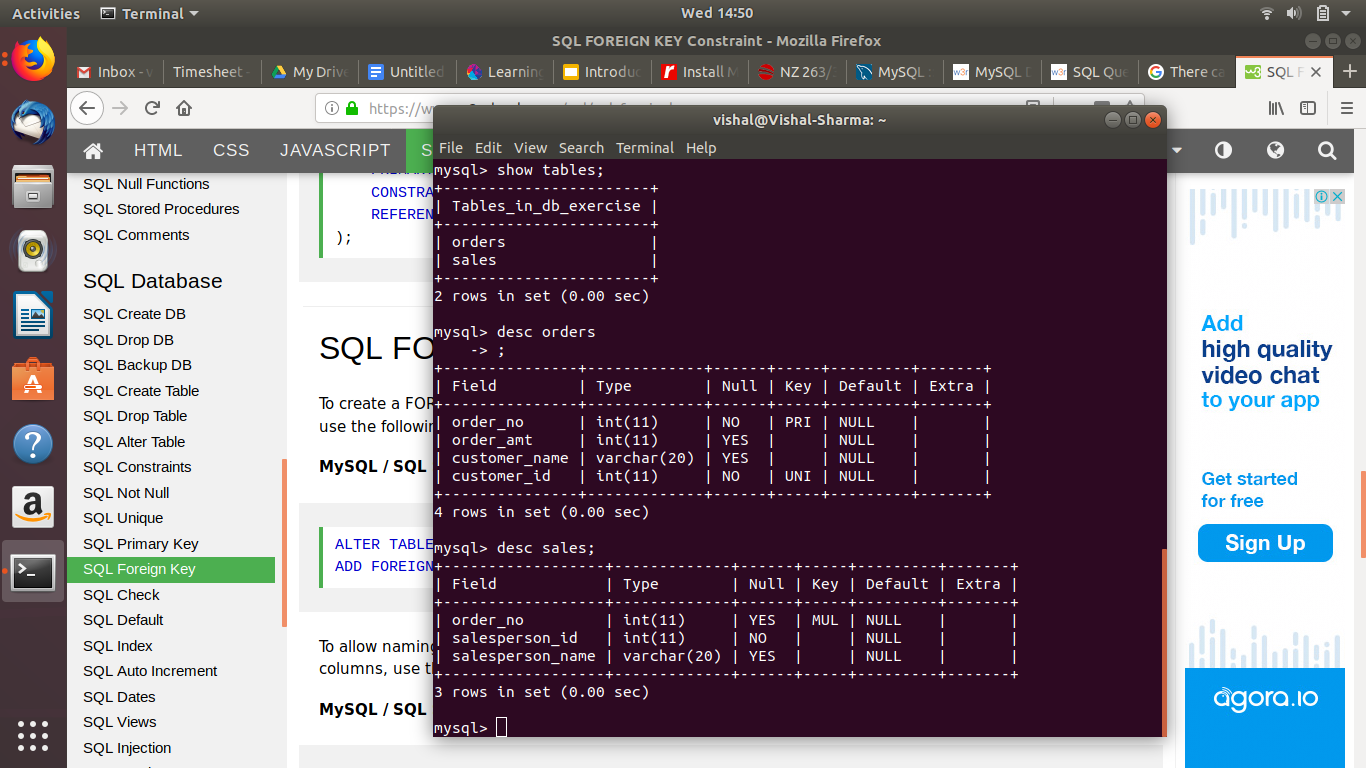 Activities
Terminal
Wed 14:50
SQL FOREIGN KEY Constraint - Mozilla Firefox
Inbox - v
Timesheet -
My Drive
Untitled
Learning
Introduc
Install M
NZ 263/
MySQL :
MySQL D
SQL Que
There ca
SQL F
https://w
HTML
CSS
JAVASCRIPT
S
SQL Null Functions
SQL Stored Procedures
SQL Comments
SQL Database
SQL Create DB
SQL Drop DB
SQL Backup DB
SQL Create Table
SQL Drop Table
SQL Alter Table
SQL Constraints
SQL Not Null
SQL Unique
SQL Primary Key
SQL Foreign Key
SQL Check
SQL Default
SQL Index
SQL Auto Increment
SQL Dates
SQL Views
SQL Injection
CONSTRA
REFEREN
);
SQL FO
To create a FOR
use the followin
MySQL / SQL
ALTER TABLE
ADD FOREIGN
To allow naming
columns, use th
MySQL / SQL
vishal@Vishal-Sharma: ~
File Edit View Search Terminal Help
mysql> show tables;
+-----------------------+
| Tables_in_db_exercise |
+-----------------------+
| orders                |
| sales                 |
+-----------------------+
2 rows in set (0.00 sec)
mysql> desc orders
    -> ;
+---------------+-------------+------+-----+---------+-------+
| Field         | Type        | Null | Key | Default | Extra |
+---------------+-------------+------+-----+---------+-------+
| order_no      | int(11)     | NO   | PRI | NULL    |       |
| order_amt     | int(11)     | YES  |     | NULL    |       |
| customer_name | varchar(20) | YES  |     | NULL    |       |
| customer_id   | int(11)     | NO   | UNI | NULL    |       |
+---------------+-------------+------+-----+---------+-------+
4 rows in set (0.00 sec)
mysql> desc sales;
+------------------+-------------+------+-----+---------+-------+
| Field            | Type        | Null | Key | Default | Extra |
+------------------+-------------+------+-----+---------+-------+
| order_no         | int(11)     | YES  | MUL | NULL    |       |
| salesperson_id   | int(11)     | NO   |     | NULL    |       |
| salesperson_name | varchar(20) | YES  |     | NULL    |       |
+------------------+-------------+------+-----+---------+-------+
3 rows in set (0.00 sec)
mysql>
Add
high quality
video chat
to your app
Get started
for free
Sign Up
agora.io